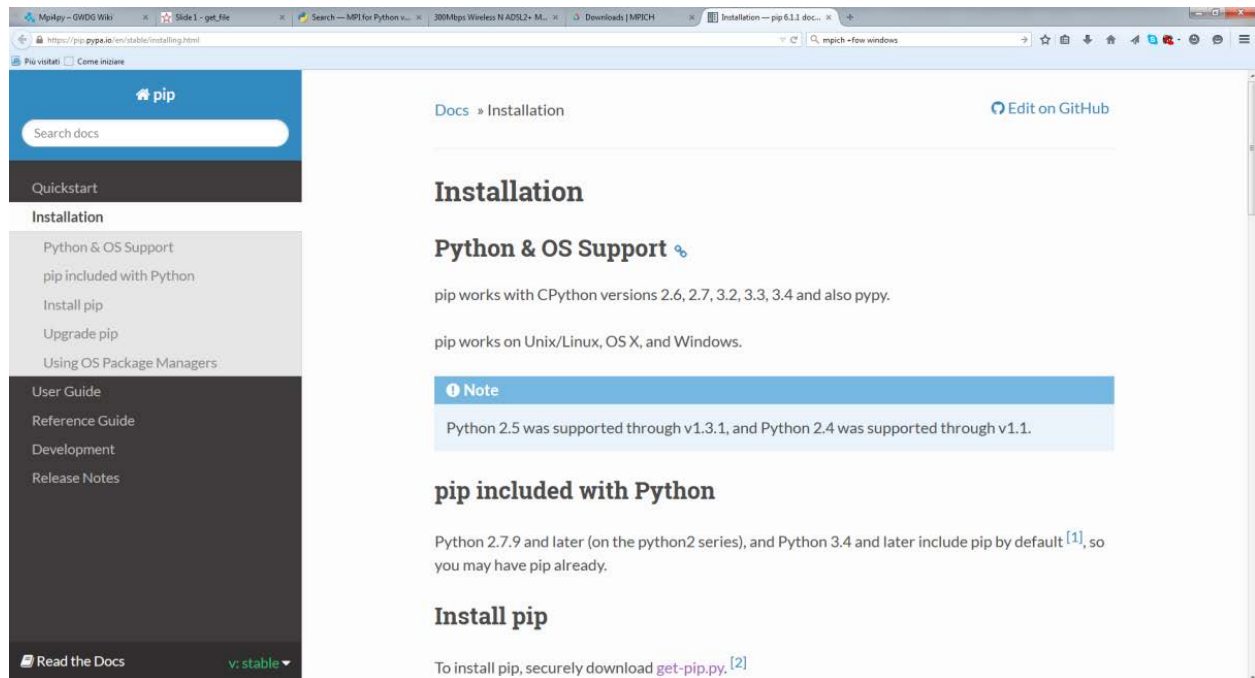 Mpi4py – GWDG Wiki
Slide 1 - get_file
Search — MPI for Python v...
300Mbps Wireless N ADSL2+ M...
Downloads | MPICH
Installation — pip 6.1.1 doc...
https://pip.pypa.io/en/stable/installing.html
mpich +few windows
Più visitati
Come iniziare
pip
Search docs
Quickstart
Installation
Python & OS Support
pip included with Python
Install pip
Upgrade pip
Using OS Package Managers
User Guide
Reference Guide
Development
Release Notes
Read the Docs
v: stable
Docs » Installation
Edit on GitHub
Installation
Python & OS Support
pip works with CPython versions 2.6, 2.7, 3.2, 3.3, 3.4 and also pypy.
pip works on Unix/Linux, OS X, and Windows.
Note
Python 2.5 was supported through v1.3.1, and Python 2.4 was supported through v1.1.
pip included with Python
Python 2.7.9 and later (on the python2 series), and Python 3.4 and later include pip by default [1], so
you may have pip already.
Install pip
To install pip, securely download get-pip.py. [2]